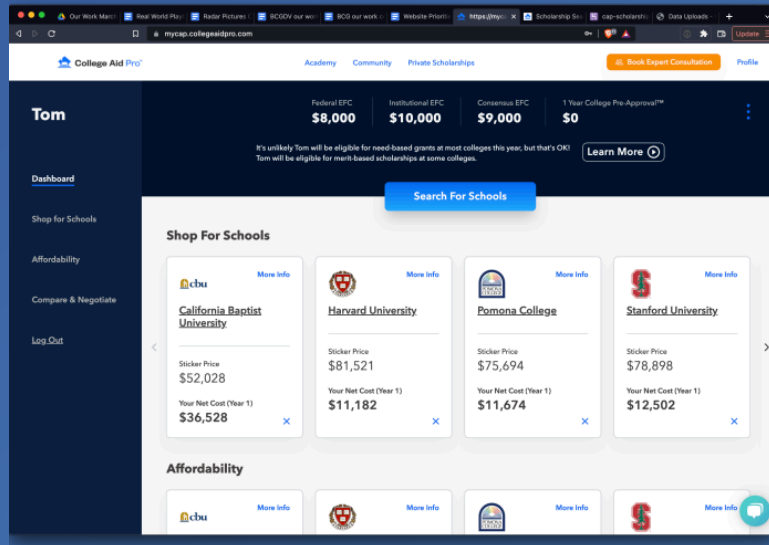 Our Work March
Real World Play
Radar Pictures
BCGDV our wor
BCG our work
Website Prioriti
https://myc
Scholarship Se
cap-scholarshi
Data Uploads -
mycap.collegeaidpro.com
Update
College Aid Pro
Academy
Community
Private Scholarships
Book Expert Consultation
Profile
Tom
Federal EFC
Institutional EFC
Consensus EFC
1 Year College Pre-Approval™
$8,000
$10,000
$9,000
$0
It's unlikely Tom will be eligible for need-based grants at most colleges this year, but that's OK!
Tom will be eligible for merit-based scholarships at some colleges.
Learn More
Dashboard
Shop for Schools
Affordability
Compare & Negotiate
Log Out
Search For Schools
Shop For Schools
cbu
More Info
California Baptist
University
Sticker Price
$52,028
Your Net Cost (Year 1)
$36,528
More Info
Harvard University
Sticker Price
$81,521
Your Net Cost (Year 1)
$11,182
More Info
Pomona College
Sticker Price
$75,694
Your Net Cost (Year 1)
$11,674
More Info
Stanford University
Sticker Price
$78,898
Your Net Cost (Year 1)
$12,502
Affordability
cbu
More Info
More Info
More Info
More Info